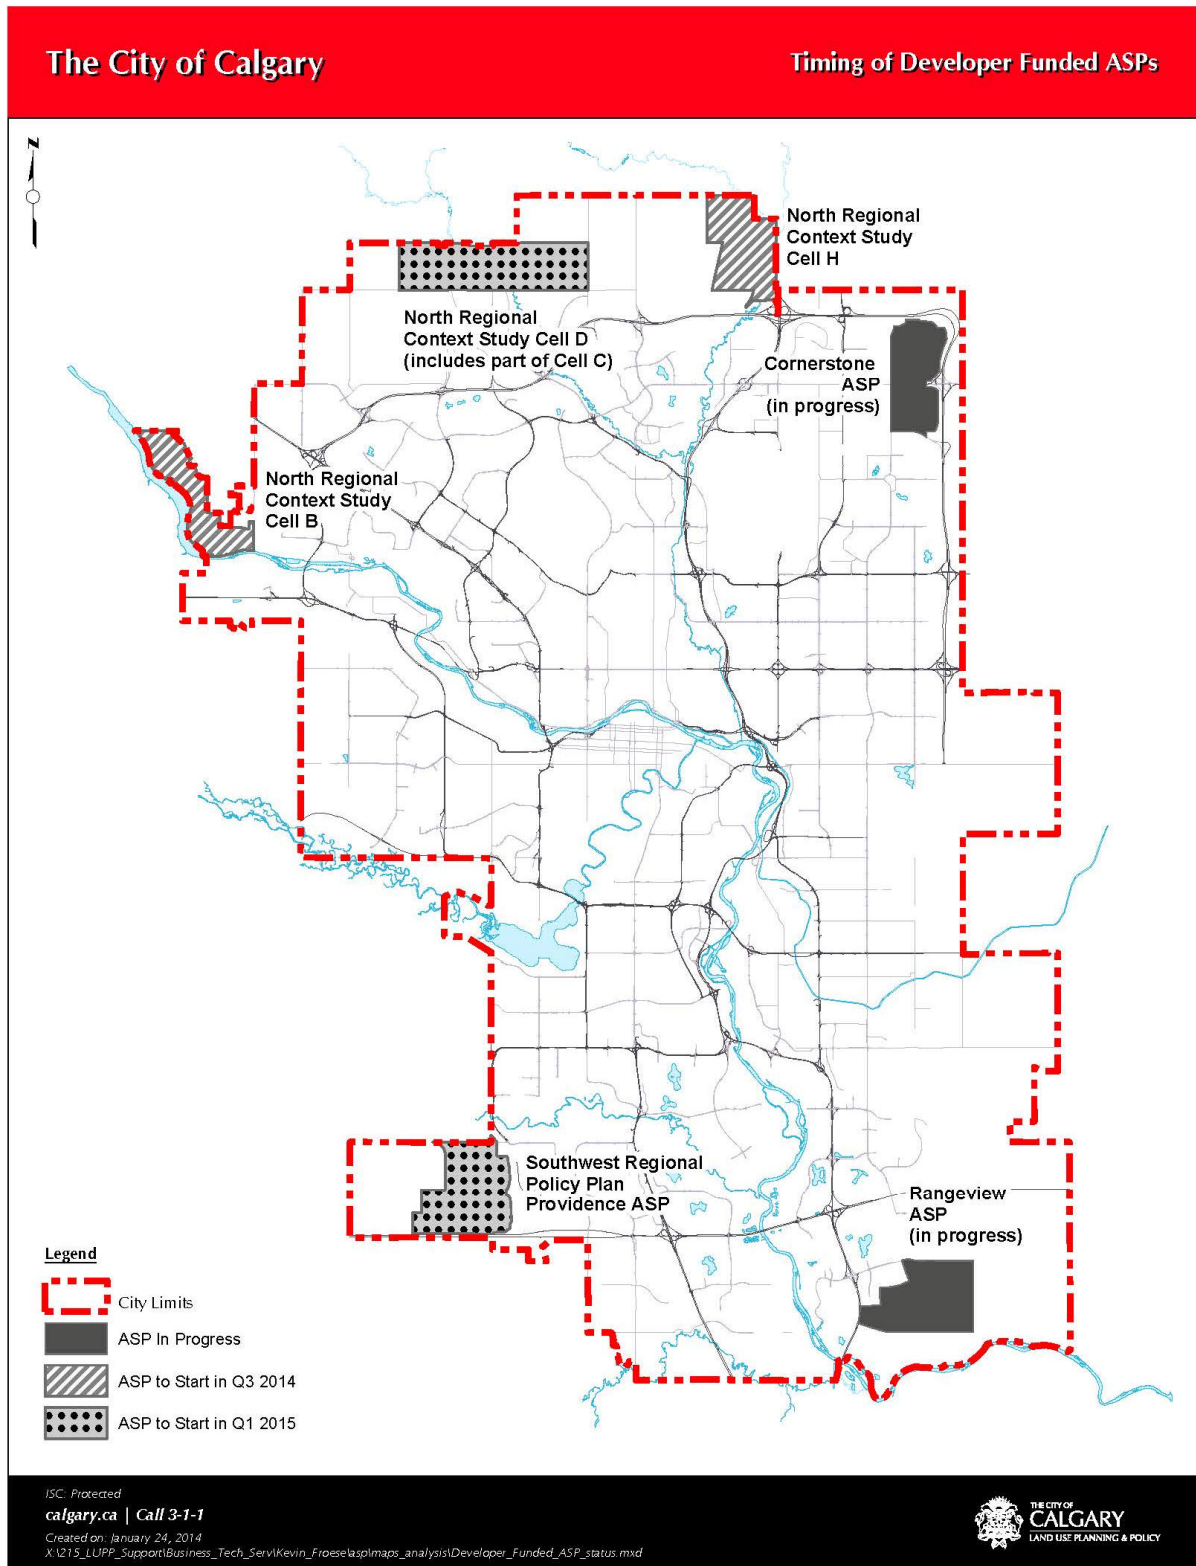 The City of Calgary
Timing of Developer Funded ASPs
N
North Regional
Context Study
Cell H
North Regional
Context Study Cell D
(includes part of Cell C)
Cornerstone
ASP
(in progress)
North Regional
Context Study
Cell B
Southwest Regional
Policy Plan
Providence ASP
Rangeview
ASP
(in progress)
Legend
City Limits
ASP In Progress
ASP to Start in Q3 2014
ASP to Start in Q1 2015
ISC: Protected
calgary.ca | Call 3-1-1
Created on: January 24, 2014
X:\215_LUPP_Support\Business_Tech_Serv\Kevin_Froese\asp\maps_analysis\Developer_Funded_ASP_status.mxd
THE CITY OF
CALGARY
LAND USE PLANNING & POLICY